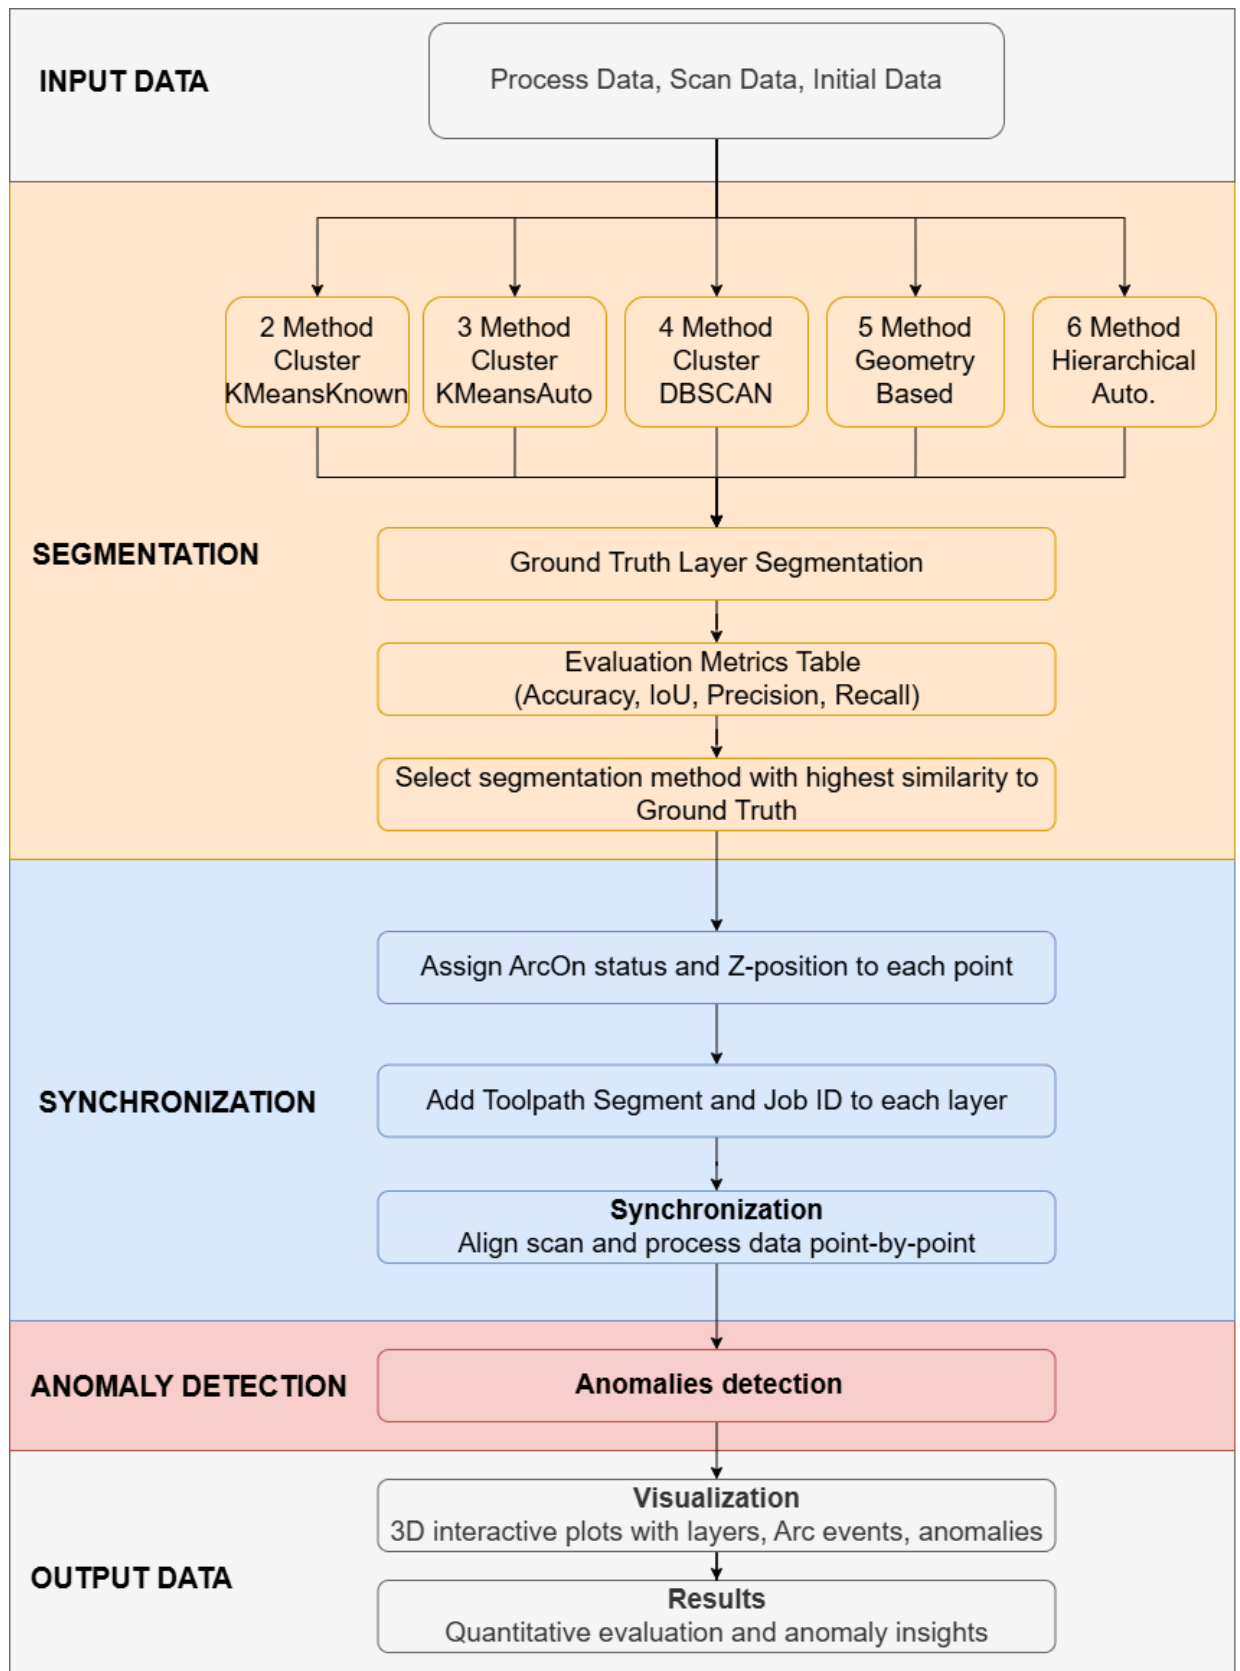 INPUT DATA
Process Data, Scan Data, Initial Data
2 Method
Cluster
KMeansKnown
3 Method
Cluster
KMeansAuto
4 Method
Cluster
DBSCAN
5 Method
Geometry
Based
6 Method
Hierarchical
Auto.
SEGMENTATION
Ground Truth Layer Segmentation
Evaluation Metrics Table
(Accuracy, IoU, Precision, Recall)
Select segmentation method with highest similarity to
Ground Truth
Assign ArcOn status and Z-position to each point
SYNCHRONIZATION
Add Toolpath Segment and Job ID to each layer
Synchronization
Align scan and process data point-by-point
ANOMALY DETECTION
Anomalies detection
Visualization
3D interactive plots with layers, Arc events, anomalies
OUTPUT DATA
Results
Quantitative evaluation and anomaly insights